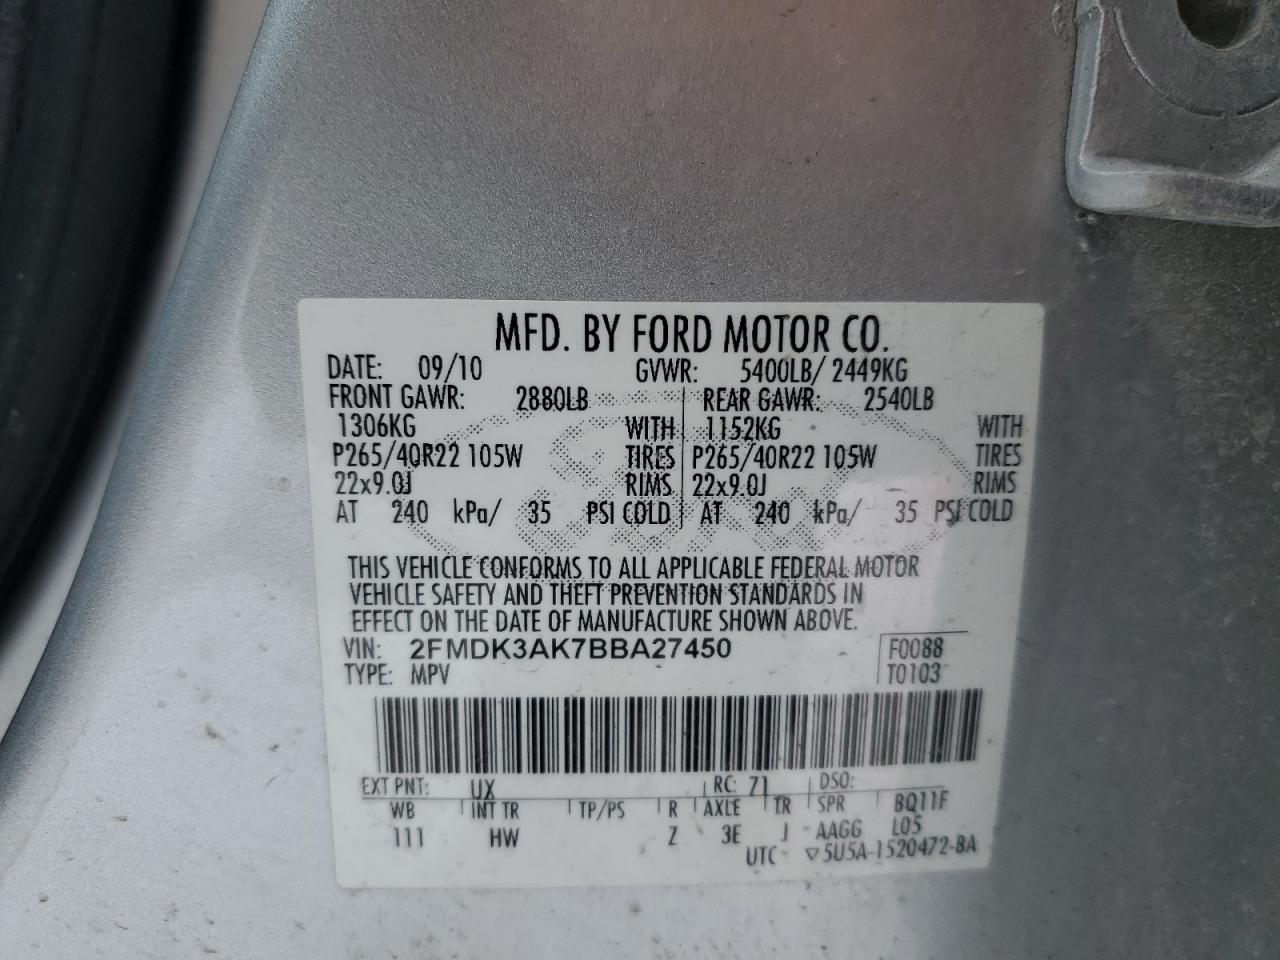 MFD. BY FORD MOTOR CO.
DATE: 09/10 GVWR: 5400LB/ 2449KG
FRONT GAWR: 2880LB REAR GAWR: 2540LB
1306KG WITH 1152KG WITH
P265/40R22 105W TIRES P265/40R22 105W TIRES
22x9.0J RIMS 22x9.0J RIMS
AT 240 kPa/ 35 PSI COLD AT 240 kPa/ 35 PSI COLD
THIS VEHICLE CONFORMS TO ALL APPLICABLE FEDERAL MOTOR
VEHICLE SAFETY AND THEFT PREVENTION STANDARDS IN
EFFECT ON THE DATE OF MANUFACTURE SHOWN ABOVE.
VIN: 2FMDK3AK7BBA27450 F0088
TYPE: MPV T0103
EXT PNT: UX RC: 71 DSO:
WB INT TR TP/PS R AXLE TR SPR BQ11F
111 HW Z 3E J AAGG L05
UTC ▽5U5A-1520472-BA